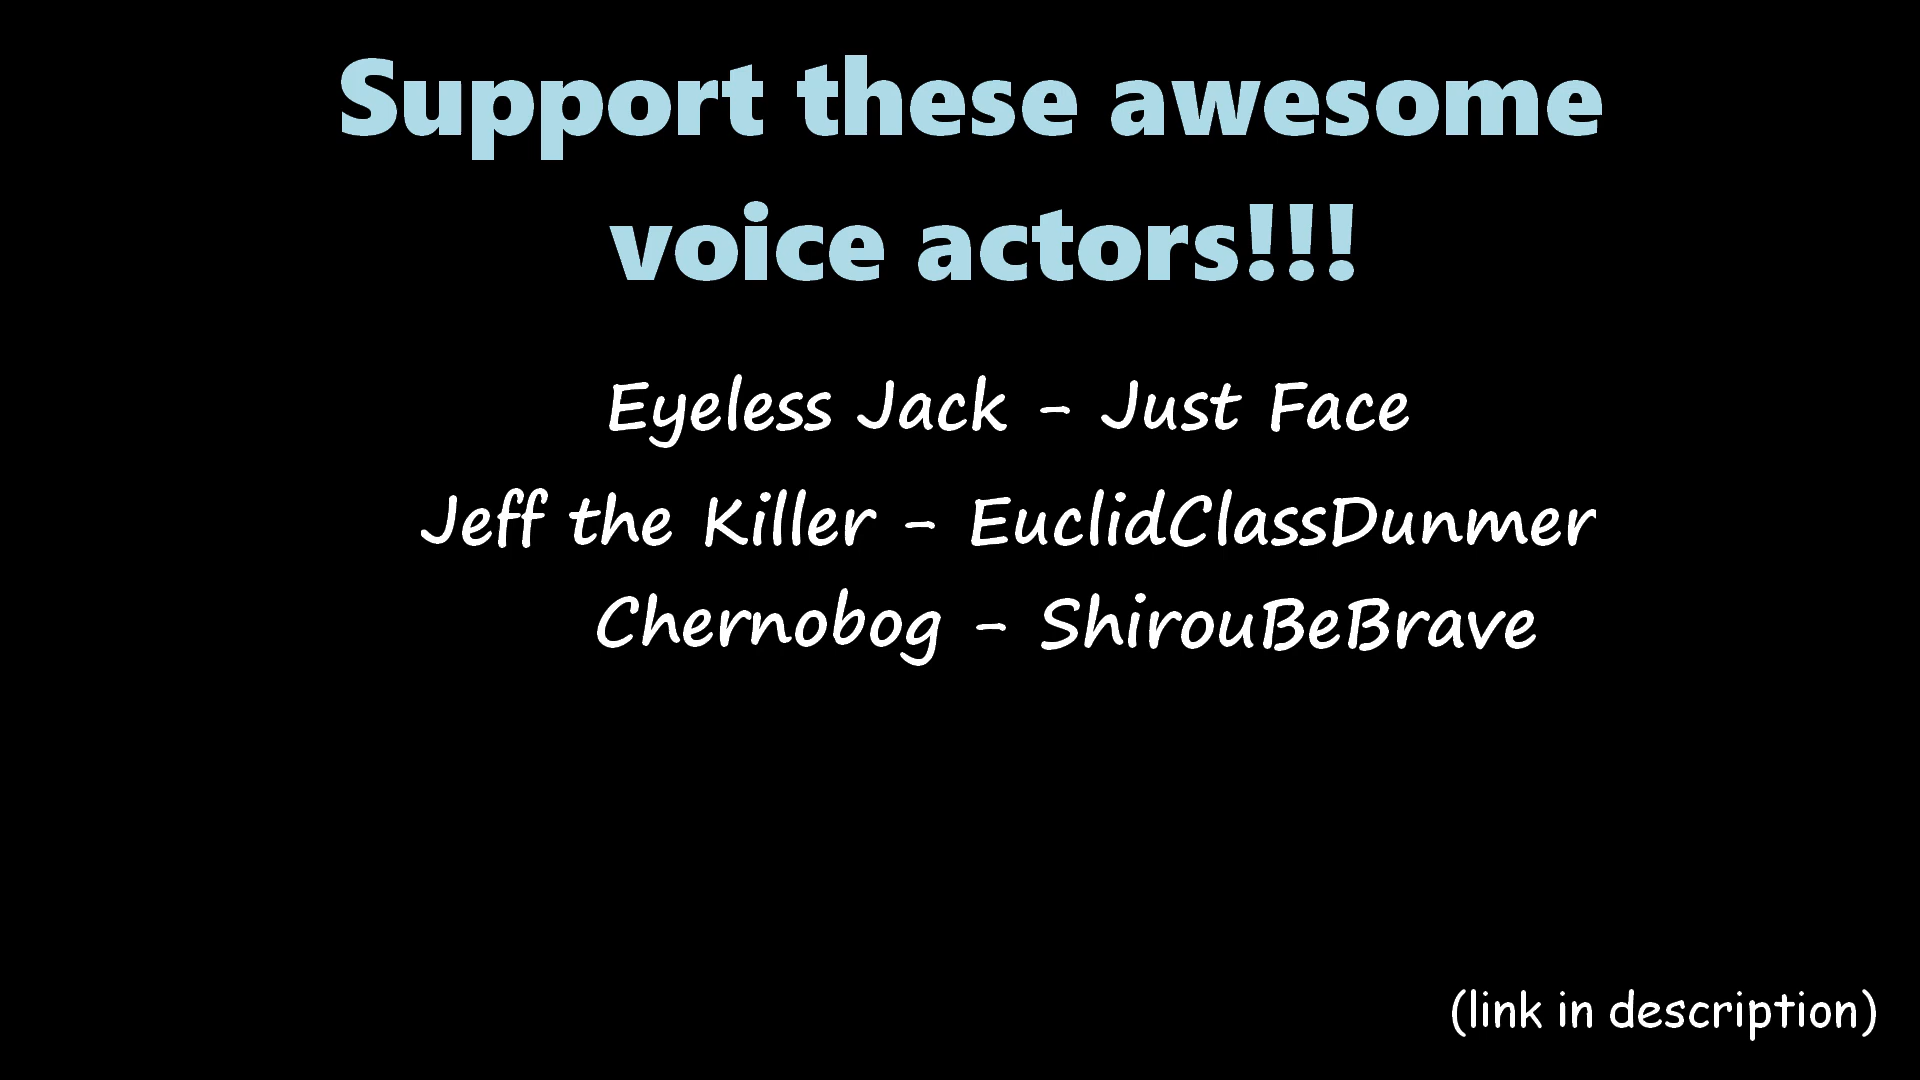 Support these awesome
voice actors!!!
Eyeless Jack - Just Face
Jeff the Killer - EuclidClassDunmer
Chernobog - ShirouBeBrave
(link in description)